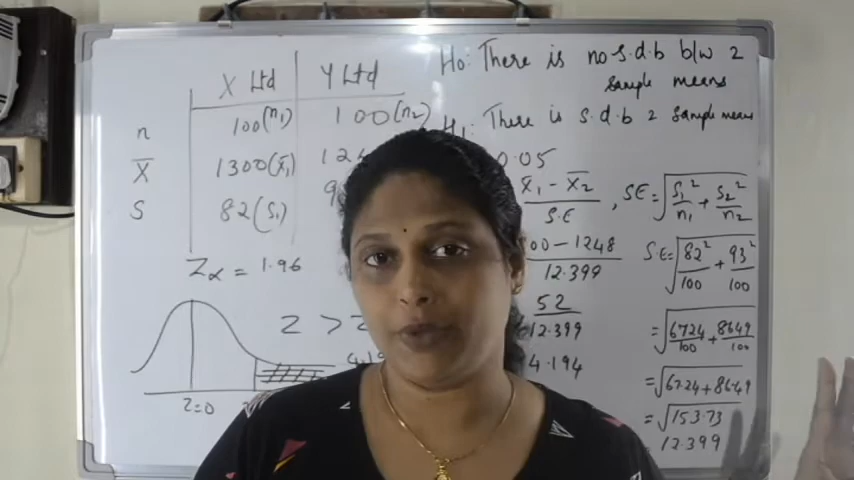 X Ltd Y Ltd
n 100(n₁) 100(n₂)
X̄ 1300(x̄₁)
S 82(S₁)
Zα = 1.96
Z >
Z=0
H₀: There is no s.d.b b/w 2
sample means
There is s.d.b 2 sample means
0.05
X̄₁ - X̄₂
S.E
, SE = √S₁²/n₁ + S₂²/n₂
00 - 1248
12.399
S.E = √82²/100 + 93²/100
52
12.399
= √6724/100 + 8649/100
4.194
= √67.24 + 86.49
= √153.73
12.399